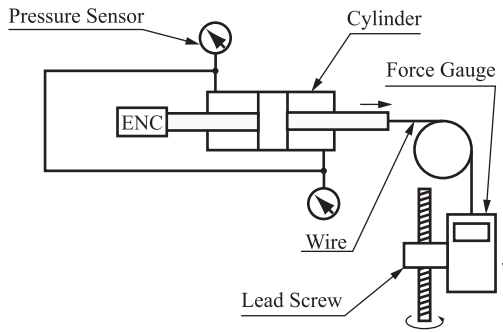 Pressure Sensor
Cylinder
Force Gauge
ENC
Wire
Lead Screw